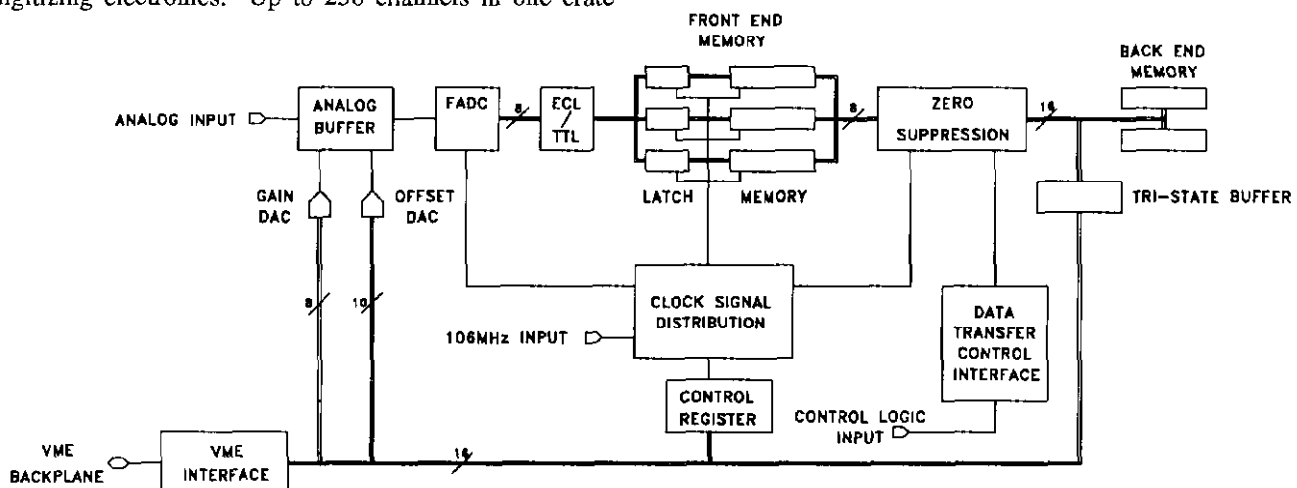 digitizing electronics. Up to 256 channels in one crate
FRONT END
MEMORY
BACK END
MEMORY
ANALOG INPUT
ANALOG
BUFFER
FADC
8
ECL
/
TTL
8
ZERO
SUPPRESSION
16
LATCH
MEMORY
GAIN
DAC
OFFSET
DAC
TRI-STATE BUFFER
8
10
CLOCK SIGNAL
DISTRIBUTION
106MHz INPUT
DATA
TRANSFER
CONTROL
INTERFACE
CONTROL
REGISTER
CONTROL LOGIC
INPUT
VME
BACKPLANE
VME
INTERFACE
16